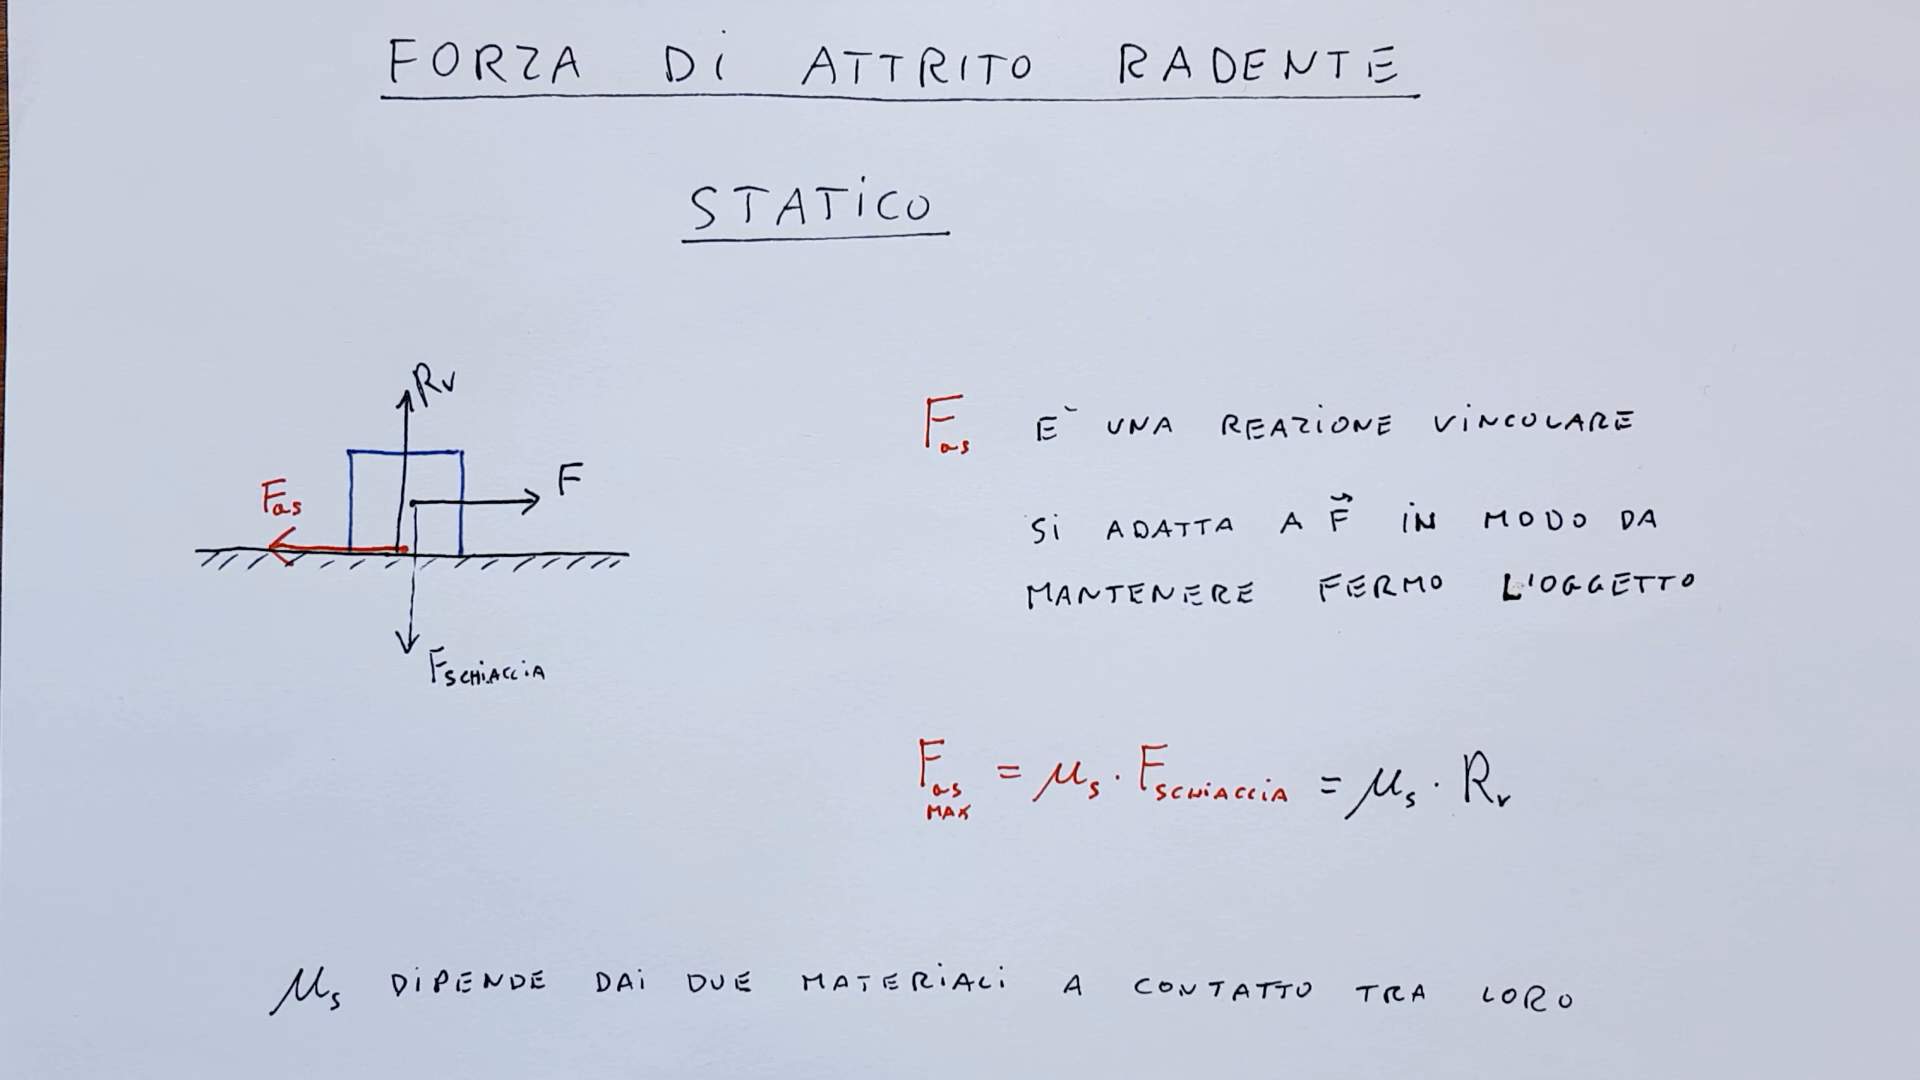 FORZA Di ATTRITO RADENTE
STATiCO
Rv
F
Fas
FSCHiACCiA
Fas E` UNA REAZIONE ViNCOLARE
Si ADATTA A F⃗ iN MODO DA
MANTENERE FERMO L'OGGETTO
Fas MAX = μs · FSCHiACCiA = μs · Rv
μs DiPENDE DAi DUE MATERiALi A CONTATTO TRA LORO